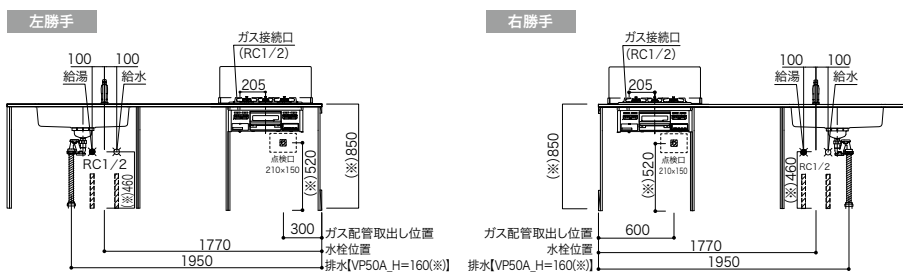 左勝手
ガス接続口
(RC1/2)
100 100
給湯 給水
205
RC1/2
(※)460
点検口
210×150
(※)520
(※)850
300
ガス配管取出し位置
1770
水栓位置
1950
排水【VP50A_H=160(※)】
右勝手
ガス接続口
(RC1/2)
100 100
給湯 給水
205
(※)850
点検口
210×150
(※)520
RC1/2
(※)460
ガス配管取出し位置
600
水栓位置
1770
排水【VP50A_H=160(※)】
1950